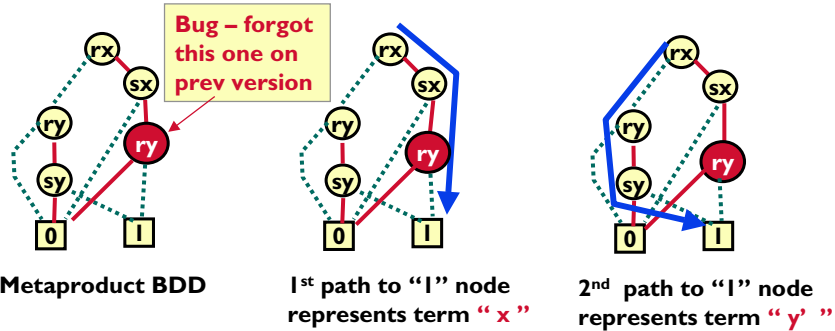 Bug – forgot
this one on
prev version
rx
sx
ry
ry
sy
0
1
Metaproduct BDD
rx
sx
ry
ry
sy
0
1
1st path to “1” node
represents term “ x ”
rx
sx
ry
ry
sy
0
1
2nd path to “1” node
represents term “ y’ ”